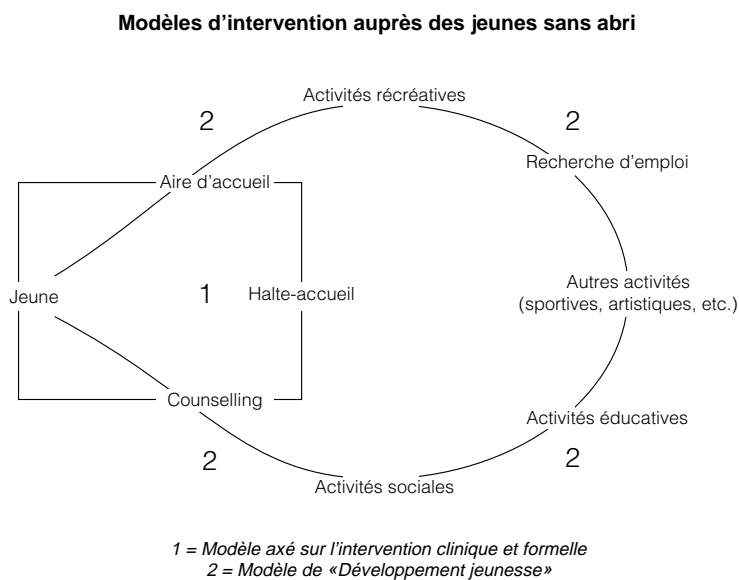 Modèles d’intervention auprès des jeunes sans abri
Activités récréatives
2
2
Recherche d’emploi
Aire d’accueil
Autres activités
(sportives, artistiques, etc.)
Jeune
1
Halte-accueil
Counselling
Activités éducatives
2
2
Activités sociales
1 = Modèle axé sur l’intervention clinique et formelle
2 = Modèle de «Développement jeunesse»